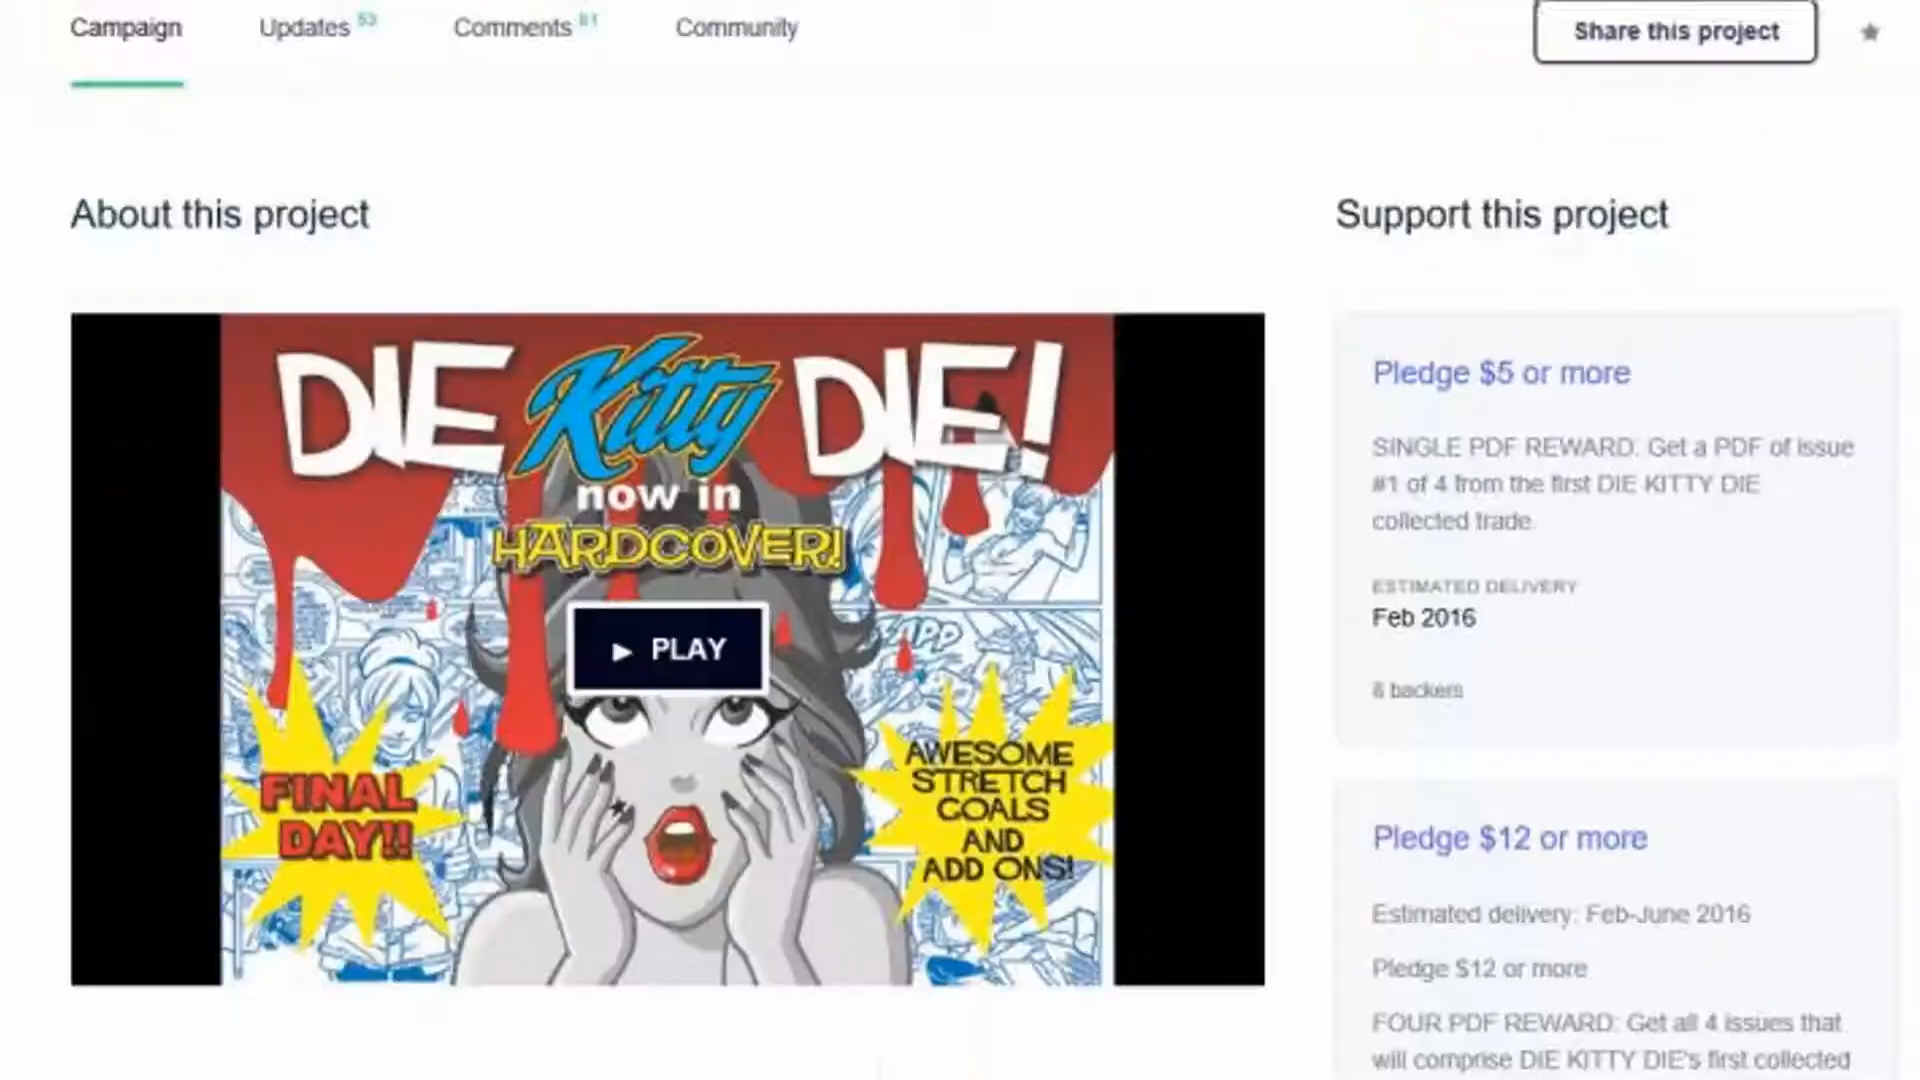 Campaign
Updates 53
Comments 81
Community
Share this project
About this project
Support this project
DIE Kitty DIE!
now in
HARDCOVER!
PLAY
FINAL
DAY!!
AWESOME
STRETCH
GOALS
AND
ADD ONS!
ZAPP
Pledge $5 or more
SINGLE PDF REWARD. Get a PDF of issue
#1 of 4 from the first DIE KITTY DIE
collected trade.
ESTIMATED DELIVERY
Feb 2016
8 backers
Pledge $12 or more
Estimated delivery: Feb-June 2016
Pledge $12 or more
FOUR PDF REWARD: Get all 4 issues that
will comprise DIE KITTY DIE's first collected